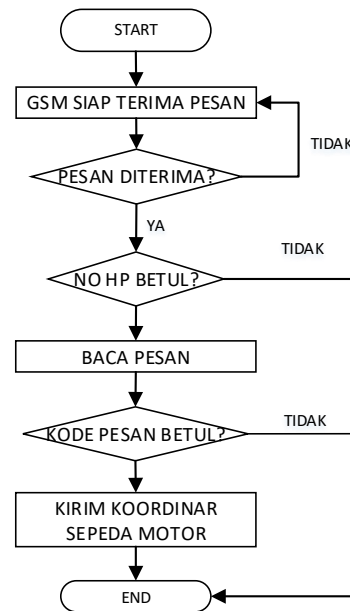 START
GSM SIAP TERIMA PESAN
TIDAK
PESAN DITERIMA?
YA
TIDAK
NO HP BETUL?
BACA PESAN
TIDAK
KODE PESAN BETUL?
KIRIM KOORDINAR
SEPEDA MOTOR
END